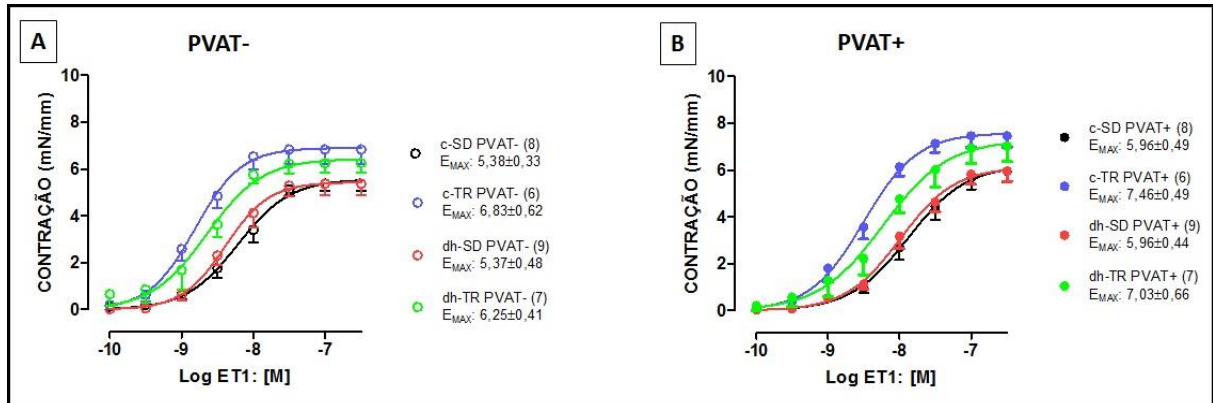 A
PVAT-
CONTRAÇÃO (mN/mm)
10
8
6
4
2
0
-10
-9
-8
-7
Log ET1: [M]
c-SD PVAT- (8)
EMAX: 5,38±0,33
c-TR PVAT- (6)
EMAX: 6,83±0,62
dh-SD PVAT- (9)
EMAX: 5,37±0,48
dh-TR PVAT- (7)
EMAX: 6,25±0,41
B
PVAT+
CONTRAÇÃO (mN/mm)
10
8
6
4
2
0
-10
-9
-8
-7
Log ET1: [M]
c-SD PVAT+ (8)
EMAX: 5,96±0,49
c-TR PVAT+ (6)
EMAX: 7,46±0,49
dh-SD PVAT+ (9)
EMAX: 5,96±0,44
dh-TR PVAT+ (7)
EMAX: 7,03±0,66